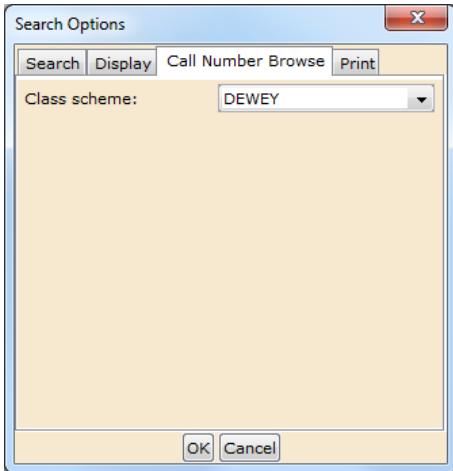 Search Options
Search Display Call Number Browse Print
Class scheme: DEWEY
OK Cancel